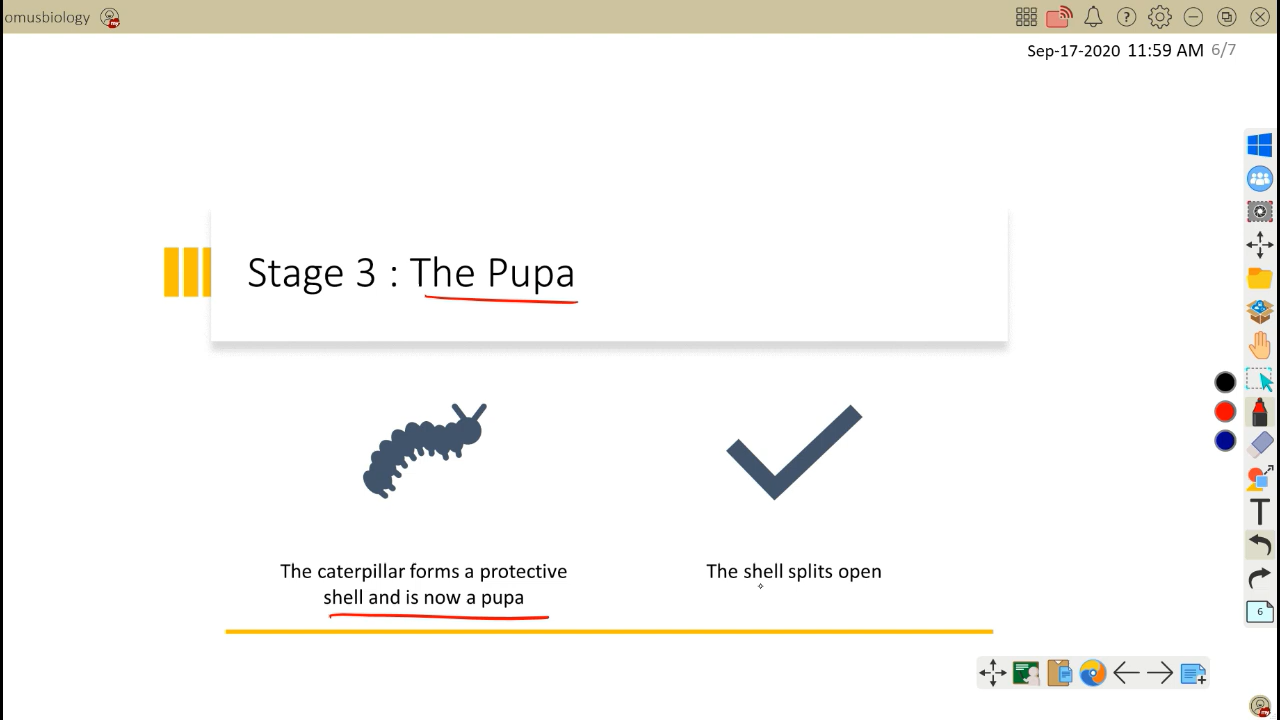 omusbiology
Sep-17-2020 11:59 AM 6/7
Stage 3 : The Pupa
The caterpillar forms a protective
shell and is now a pupa
The shell splits open
T
6